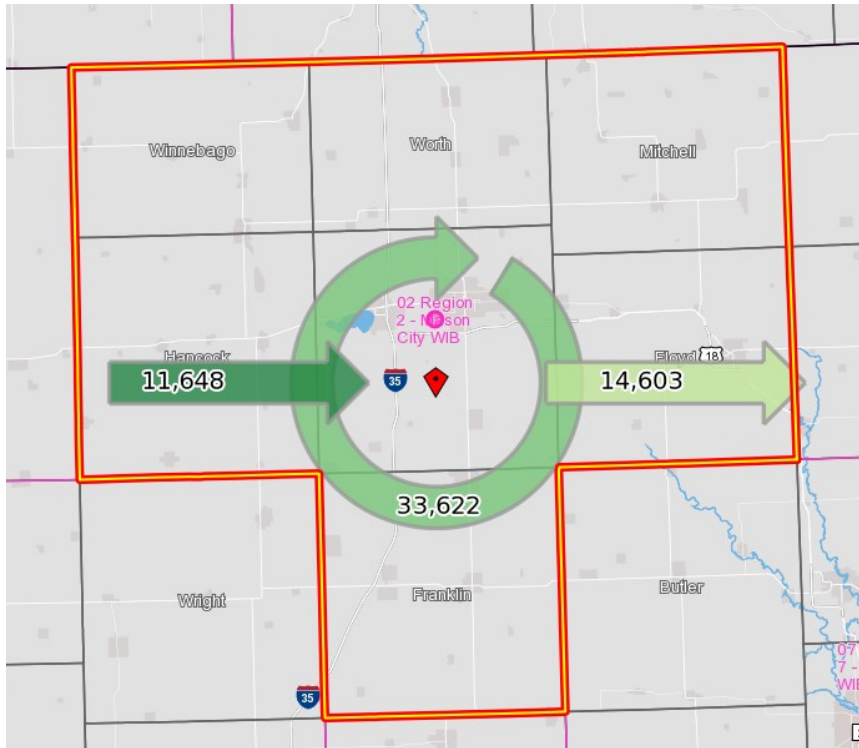 Winnebago
Worth
Mitchell
02 Region
2 - Mason
City WIB
Hancock
Floyd
18
11,648
35
14,603
33,622
Wright
Franklin
Butler
35
07
7 -
WIB